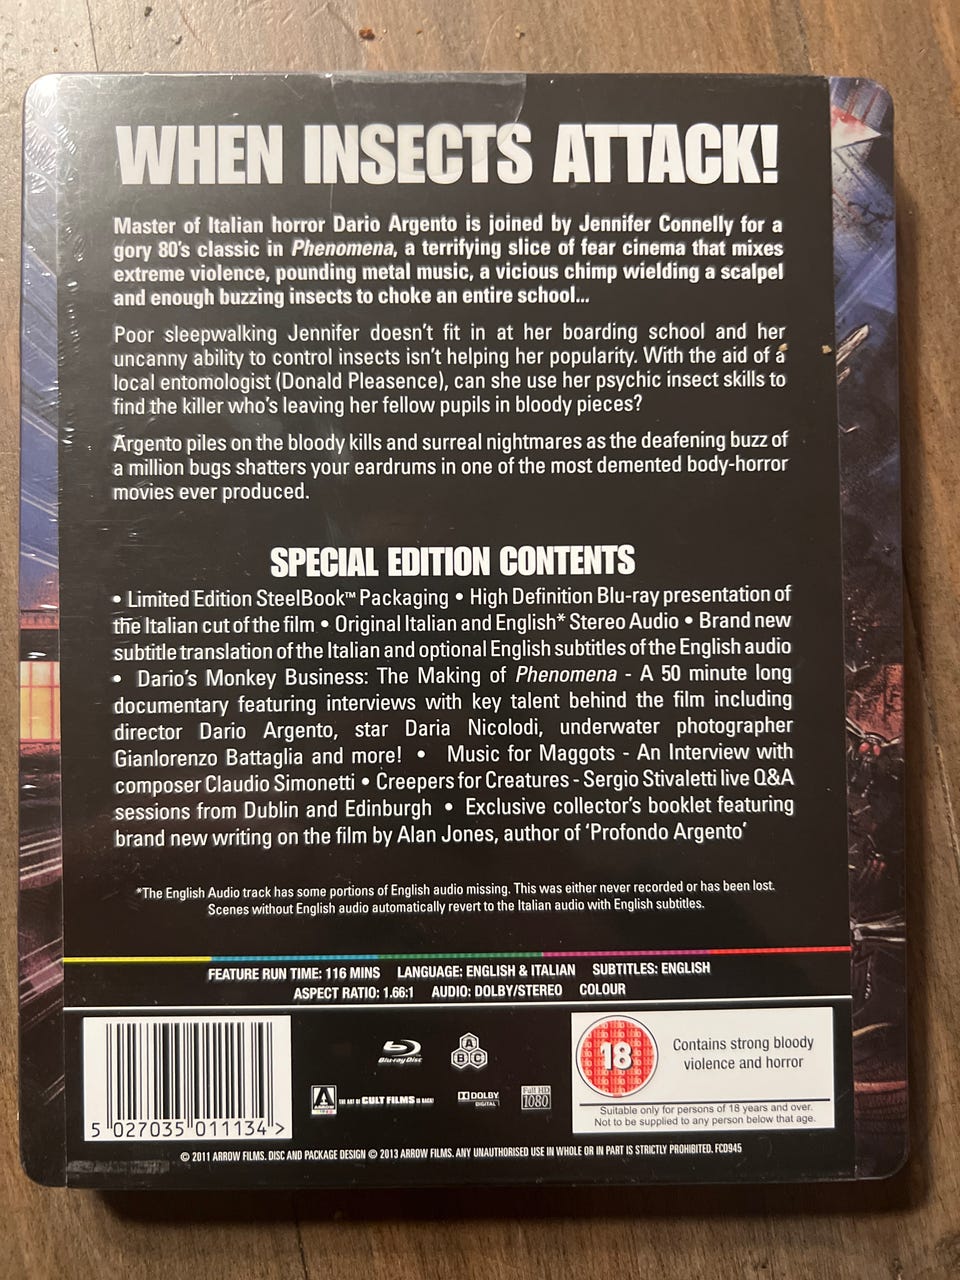 WHEN INSECTS ATTACK!
Master of Italian horror Dario Argento is joined by Jennifer Connelly for a
gory 80's classic in Phenomena, a terrifying slice of fear cinema that mixes
extreme violence, pounding metal music, a vicious chimp wielding a scalpel
and enough buzzing insects to choke an entire school...
Poor sleepwalking Jennifer doesn't fit in at her boarding school and her
uncanny ability to control insects isn't helping her popularity. With the aid of a
local entomologist (Donald Pleasence), can she use her psychic insect skills to
find the killer who's leaving her fellow pupils in bloody pieces?
Argento piles on the bloody kills and surreal nightmares as the deafening buzz of
a million bugs shatters your eardrums in one of the most demented body-horror
movies ever produced.
SPECIAL EDITION CONTENTS
• Limited Edition SteelBook™ Packaging • High Definition Blu-ray presentation of
the Italian cut of the film • Original Italian and English* Stereo Audio • Brand new
subtitle translation of the Italian and optional English subtitles of the English audio
• Dario's Monkey Business: The Making of Phenomena - A 50 minute long
documentary featuring interviews with key talent behind the film including
director Dario Argento, star Daria Nicolodi, underwater photographer
Gianlorenzo Battaglia and more! • Music for Maggots - An Interview with
composer Claudio Simonetti • Creepers for Creatures - Sergio Stivaletti live Q&A
sessions from Dublin and Edinburgh • Exclusive collector's booklet featuring
brand new writing on the film by Alan Jones, author of 'Profondo Argento'
*The English Audio track has some portions of English audio missing. This was either never recorded or has been lost.
Scenes without English audio automatically revert to the Italian audio with English subtitles.
FEATURE RUN TIME: 116 MINS LANGUAGE: ENGLISH & ITALIAN SUBTITLES: ENGLISH
ASPECT RATIO: 1.66:1 AUDIO: DOLBY/STEREO COLOUR
Blu-ray Disc
A B C
ARROW
THE ART OF CULT FILMS IS BACK!
DOLBY DIGITAL
Full HD 1080
18
Contains strong bloody
violence and horror
Suitable only for persons of 18 years and over.
Not to be supplied to any person below that age.
5 027035 011134 >
© 2011 ARROW FILMS. DISC AND PACKAGE DESIGN © 2013 ARROW FILMS. ANY UNAUTHORISED USE IN WHOLE OR IN PART IS STRICTLY PROHIBITED. FCD945